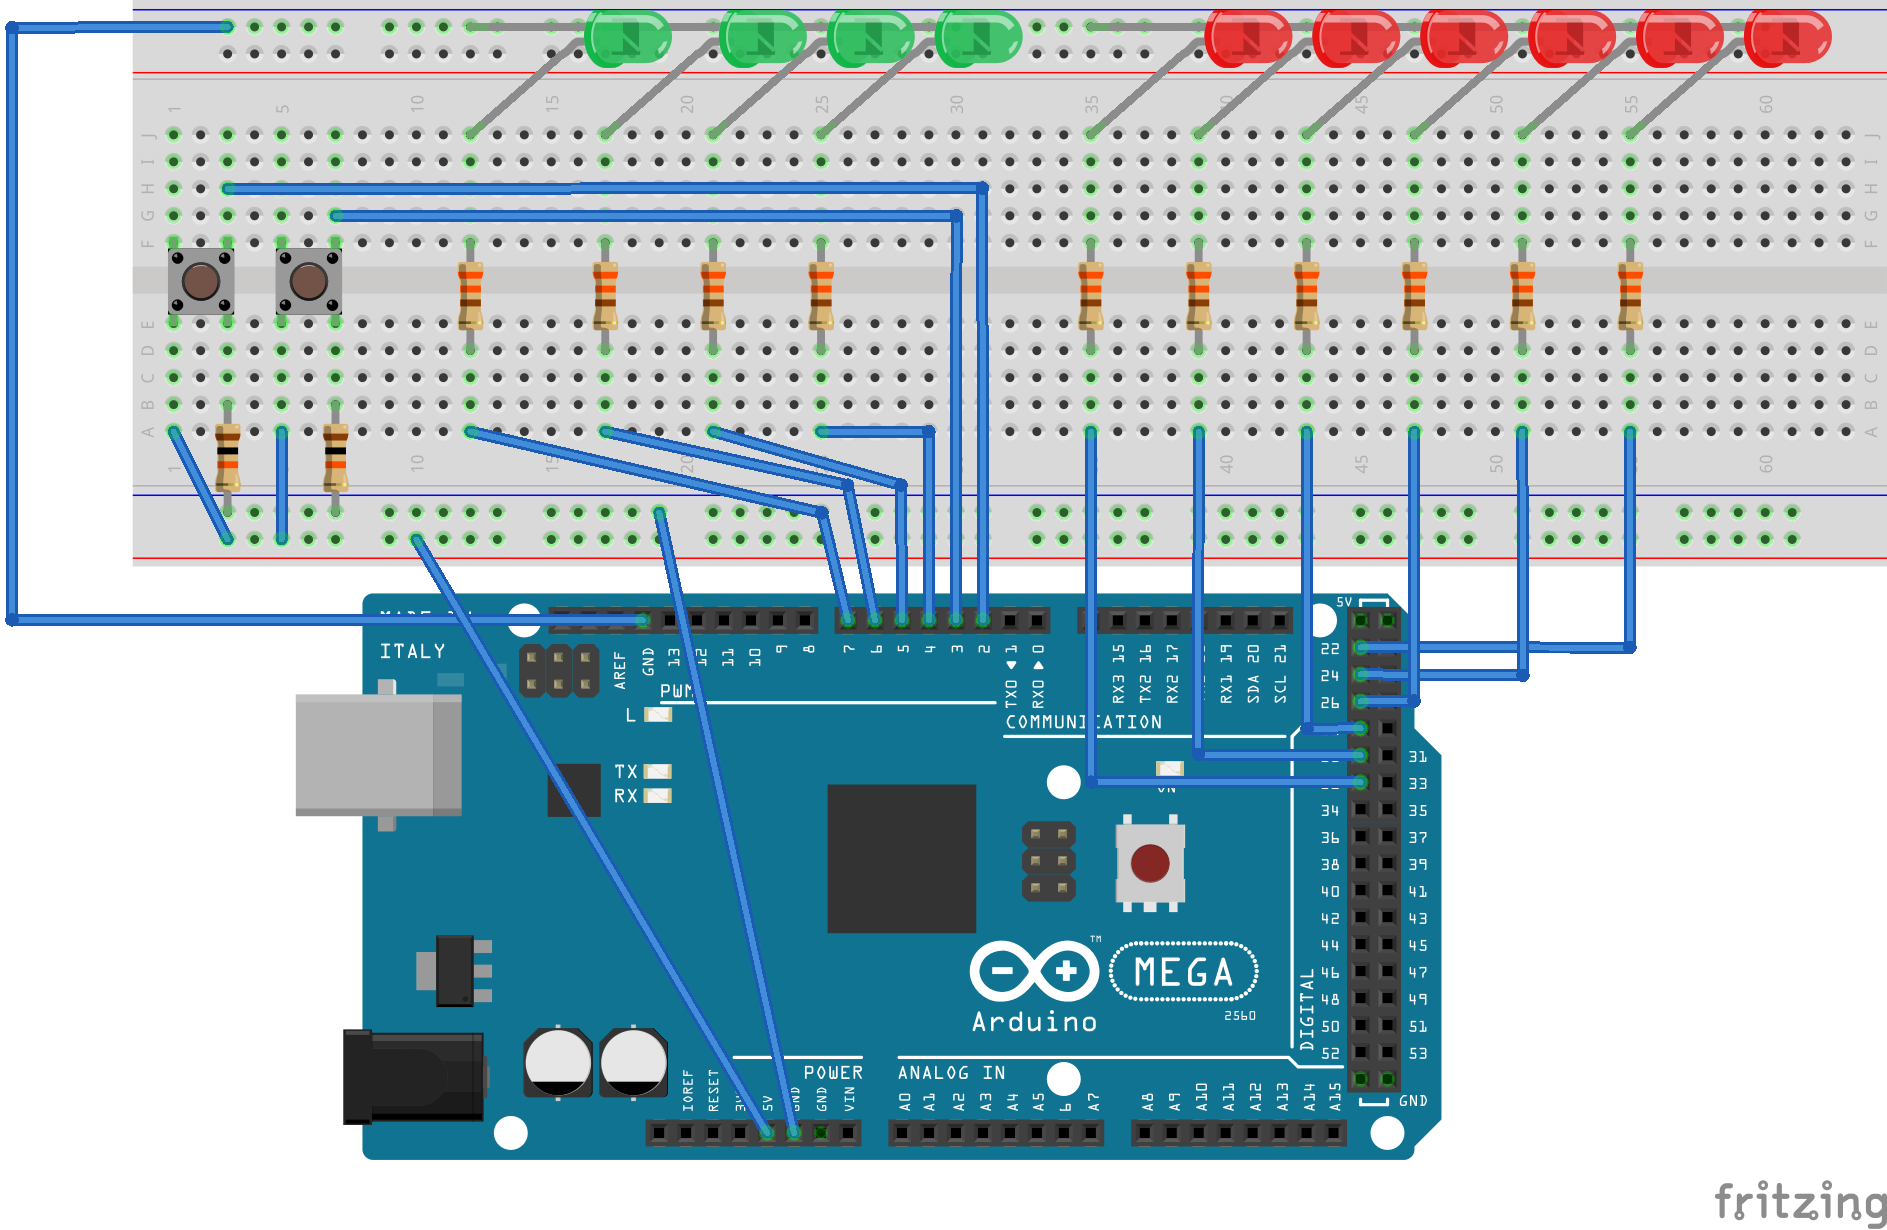 1 5 10 15 20 25 30 35 40 45 50 55 60
J J
I I
H H
G G
F F
E E
D D
C C
B B
A A
1 10 15 20 30 40 45 50 60
ITALY
AREF GND 13 12 11 10 9 8 7 6 5 4 3 2 TX0 1 RX0 0 RX3 15 TX2 16 RX2 17 RX1 19 SDA 20 SCL 21
5V
22
24
26
31
33
34 35
36 37
38 39
40 41
42 43
44 45
46 47
48 49
50 51
52 53
GND
DIGITAL
PWM
L
COMMUNICATION
TX
RX
MEGA
TM
2560
Arduino
POWER
ANALOG IN
IOREF RESET 5V GND GND VIN A0 A1 A2 A3 A4 A5 6 A7 A8 A9 A10 A11 A12 A13 A14 A15
fritzing